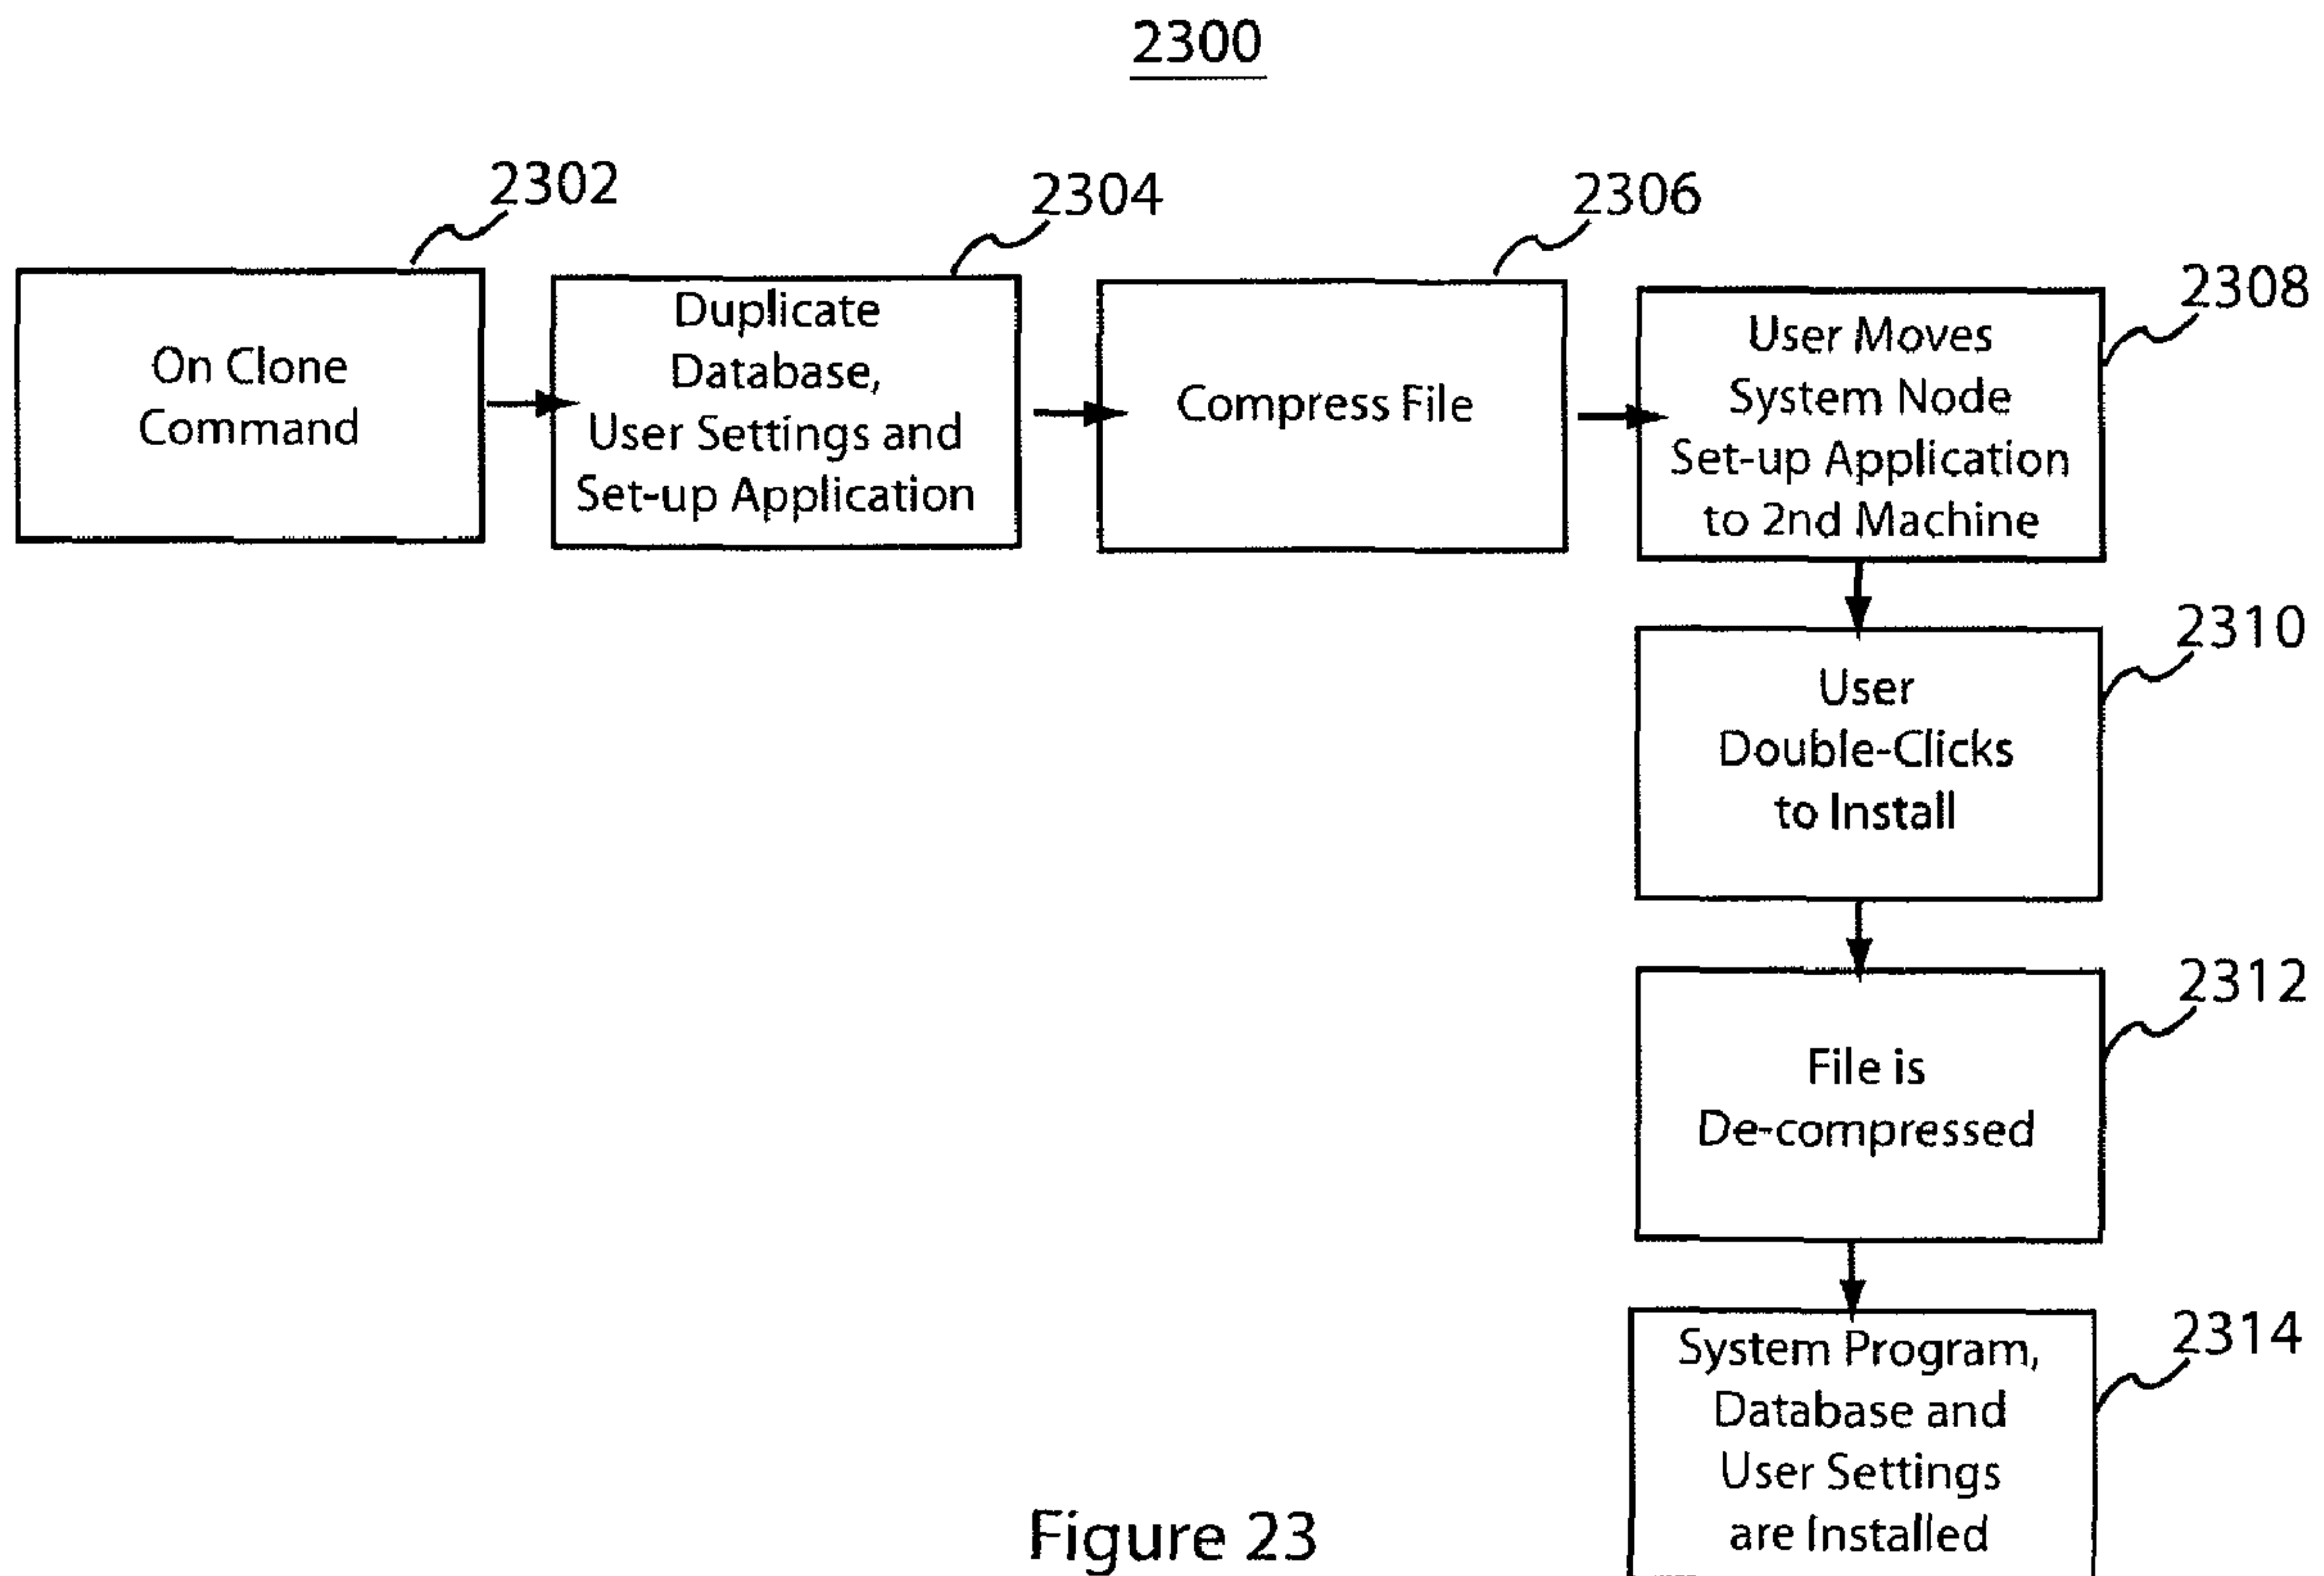 2300
2302
2304
2306
2308
On Clone
Command
Duplicate
Database,
User Settings and
Set-up Application
Compress File
User Moves
System Node
Set-up Application
to 2nd Machine
2310
User
Double-Clicks
to Install
2312
File is
De-compressed
2314
System Program,
Database and
User Settings
are Installed
Figure 23